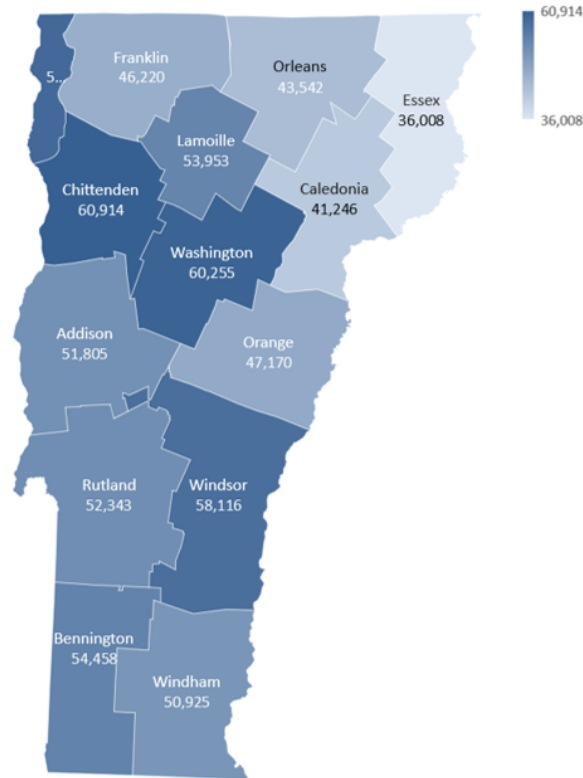 60,914
36,008
Franklin
46,220
Orleans
43,542
Essex
36,008
5...
Lamoille
53,953
Chittenden
60,914
Caledonia
41,246
Washington
60,255
Addison
51,805
Orange
47,170
Rutland
52,343
Windsor
58,116
Bennington
54,458
Windham
50,925